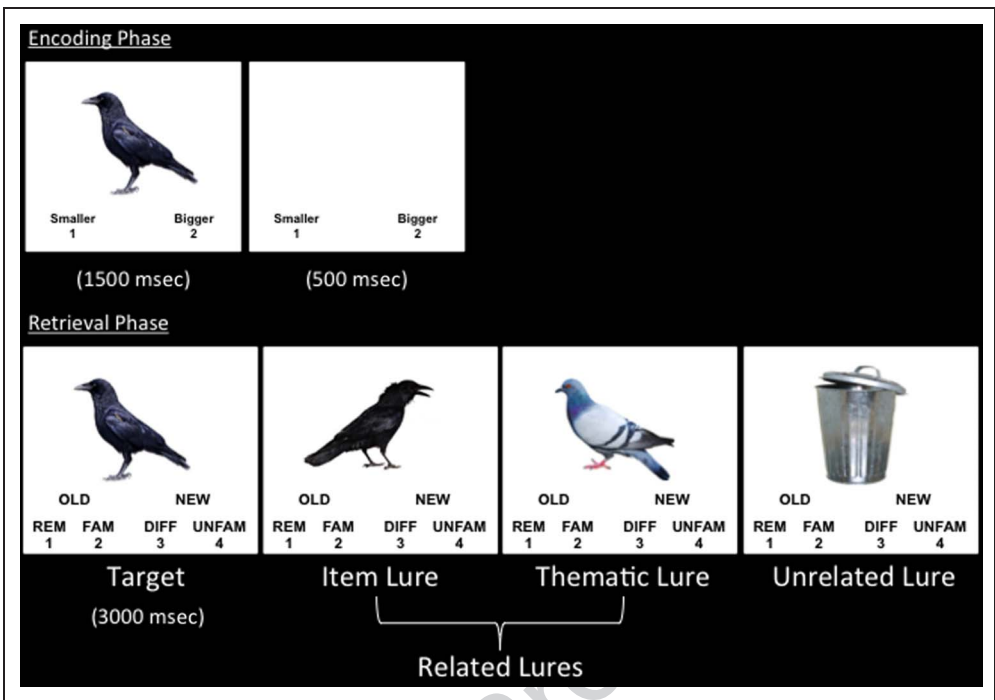 Encoding Phase
Smaller Bigger Smaller Bigger
1 2 1 2
(1500 msec) (500 msec)
Retrieval Phase
OLD NEW OLD NEW OLD NEW OLD NEW
REM FAM DIFF UNFAM REM FAM DIFF UNFAM REM FAM DIFF UNFAM REM FAM DIFF UNFAM
1 2 3 4 1 2 3 4 1 2 3 4 1 2 3 4
Target Item Lure Thematic Lure Unrelated Lure
(3000 msec)
Related Lures